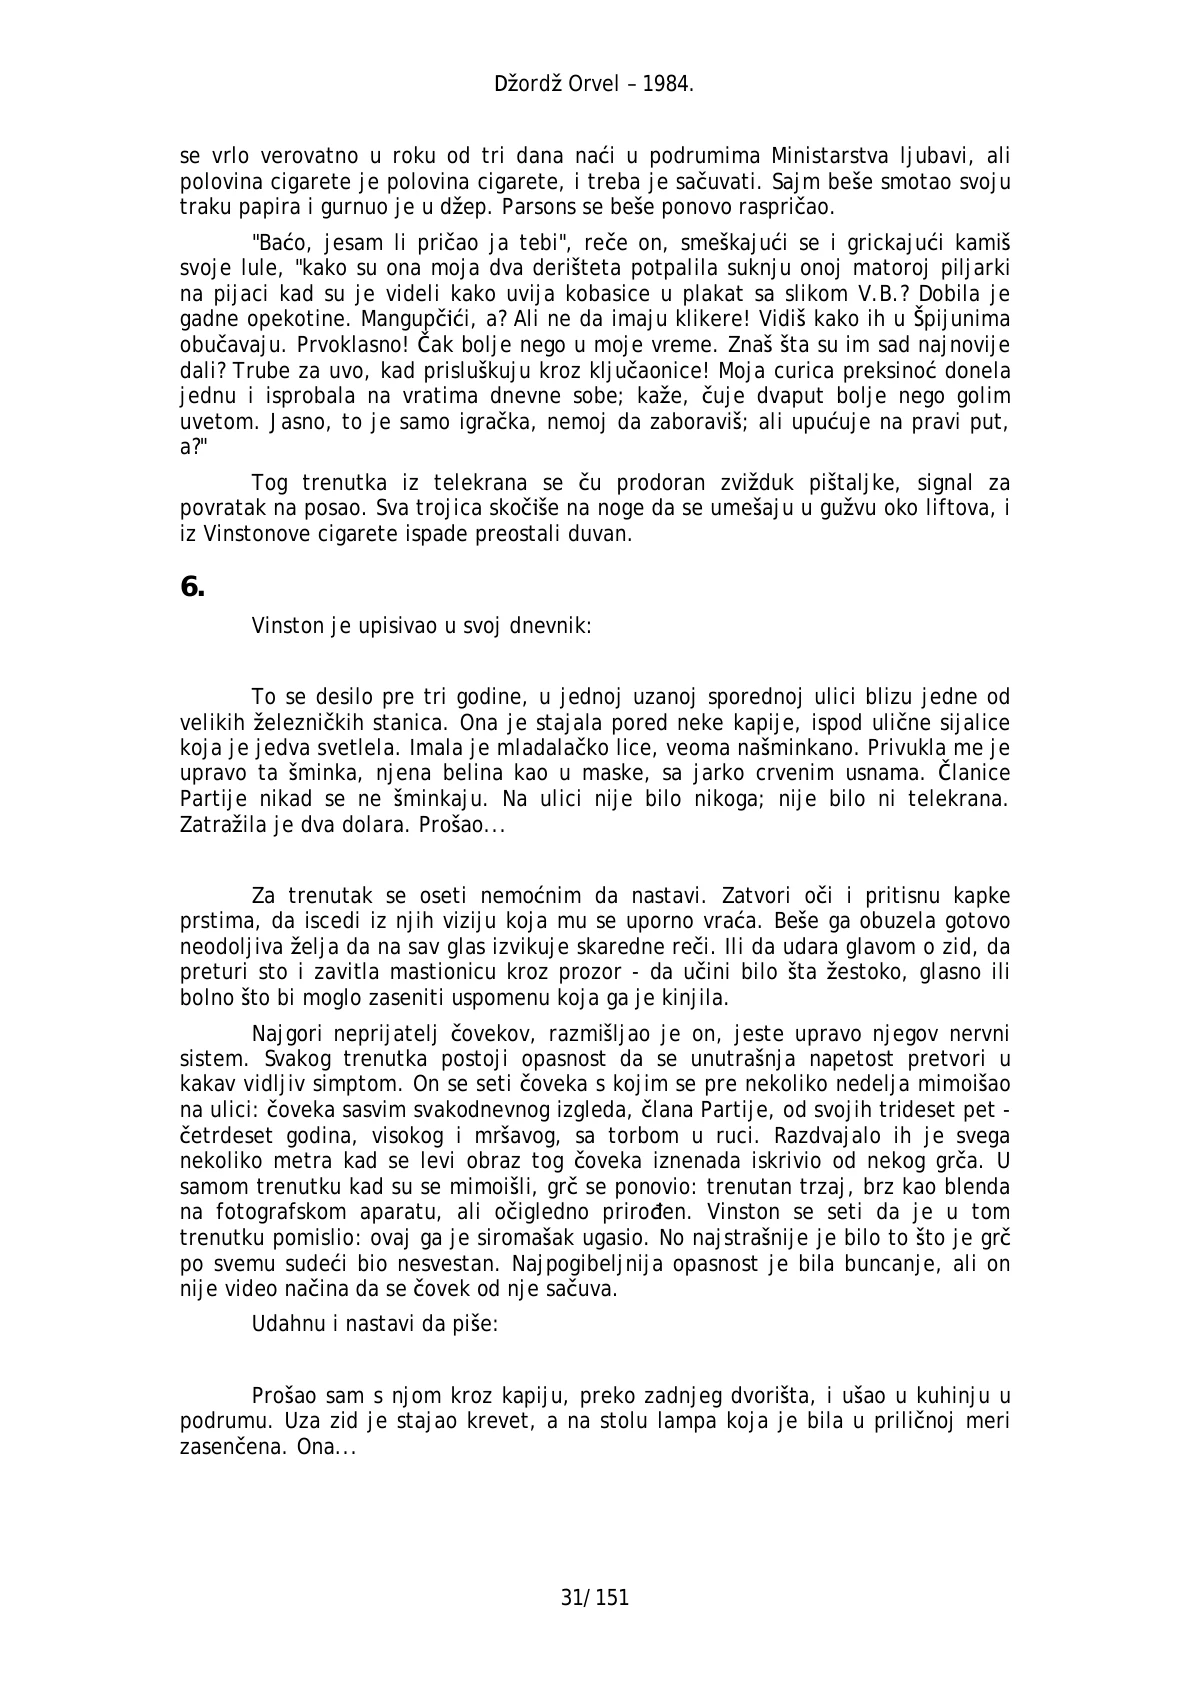 Džordž Orvel – 1984.
se vrlo verovatno u roku od tri dana naći u podrumima Ministarstva ljubavi, ali
polovina cigarete je polovina cigarete, i treba je sačuvati. Sajm beše smotao svoju
traku papira i gurnuo je u džep. Parsons se beše ponovo raspričao.
"Baćo, jesam li pričao ja tebi", reče on, smeškajući se i grickajući kamiš
svoje lule, "kako su ona moja dva derišteta potpalila suknju onoj matoroj piljarki
na pijaci kad su je videli kako uvija kobasice u plakat sa slikom V.B.? Dobila je
gadne opekotine. Mangupčići, a? Ali ne da imaju klikere! Vidiš kako ih u Špijunima
obučavaju. Prvoklasno! Čak bolje nego u moje vreme. Znaš šta su im sad najnovije
dali? Trube za uvo, kad prisluškuju kroz ključaonice! Moja curica preksinoć donela
jednu i isprobala na vratima dnevne sobe; kaže, čuje dvaput bolje nego golim
uvetom. Jasno, to je samo igračka, nemoj da zaboraviš; ali upućuje na pravi put,
a?"
Tog trenutka iz telekrana se ču prodoran zvižduk pištaljke, signal za
povratak na posao. Sva trojica skočiše na noge da se umešaju u gužvu oko liftova, i
iz Vinstonove cigarete ispade preostali duvan.
6.
Vinston je upisivao u svoj dnevnik:
To se desilo pre tri godine, u jednoj uzanoj sporednoj ulici blizu jedne od
velikih železničkih stanica. Ona je stajala pored neke kapije, ispod ulične sijalice
koja je jedva svetlela. Imala je mladalačko lice, veoma našminkano. Privukla me je
upravo ta šminka, njena belina kao u maske, sa jarko crvenim usnama. Članice
Partije nikad se ne šminkaju. Na ulici nije bilo nikoga; nije bilo ni telekrana.
Zatražila je dva dolara. Prošao...
Za trenutak se oseti nemoćnim da nastavi. Zatvori oči i pritisnu kapke
prstima, da iscedi iz njih viziju koja mu se uporno vraća. Beše ga obuzela gotovo
neodoljiva želja da na sav glas izvikuje skaredne reči. Ili da udara glavom o zid, da
preturi sto i zavitla mastionicu kroz prozor - da učini bilo šta žestoko, glasno ili
bolno što bi moglo zaseniti uspomenu koja ga je kinjila.
Najgori neprijatelj čovekov, razmišljao je on, jeste upravo njegov nervni
sistem. Svakog trenutka postoji opasnost da se unutrašnja napetost pretvori u
kakav vidljiv simptom. On se seti čoveka s kojim se pre nekoliko nedelja mimoišao
na ulici: čoveka sasvim svakodnevnog izgleda, člana Partije, od svojih trideset pet -
četrdeset godina, visokog i mršavog, sa torbom u ruci. Razdvajalo ih je svega
nekoliko metra kad se levi obraz tog čoveka iznenada iskrivio od nekog grča. U
samom trenutku kad su se mimoišli, grč se ponovio: trenutan trzaj, brz kao blenda
na fotografskom aparatu, ali očigledno prirođen. Vinston se seti da je u tom
trenutku pomislio: ovaj ga je siromašak ugasio. No najstrašnije je bilo to što je grč
po svemu sudeći bio nesvestan. Najpogibeljnija opasnost je bila buncanje, ali on
nije video načina da se čovek od nje sačuva.
Udahnu i nastavi da piše:
Prošao sam s njom kroz kapiju, preko zadnjeg dvorišta, i ušao u kuhinju u
podrumu. Uza zid je stajao krevet, a na stolu lampa koja je bila u priličnoj meri
zasenčena. Ona...
31/151